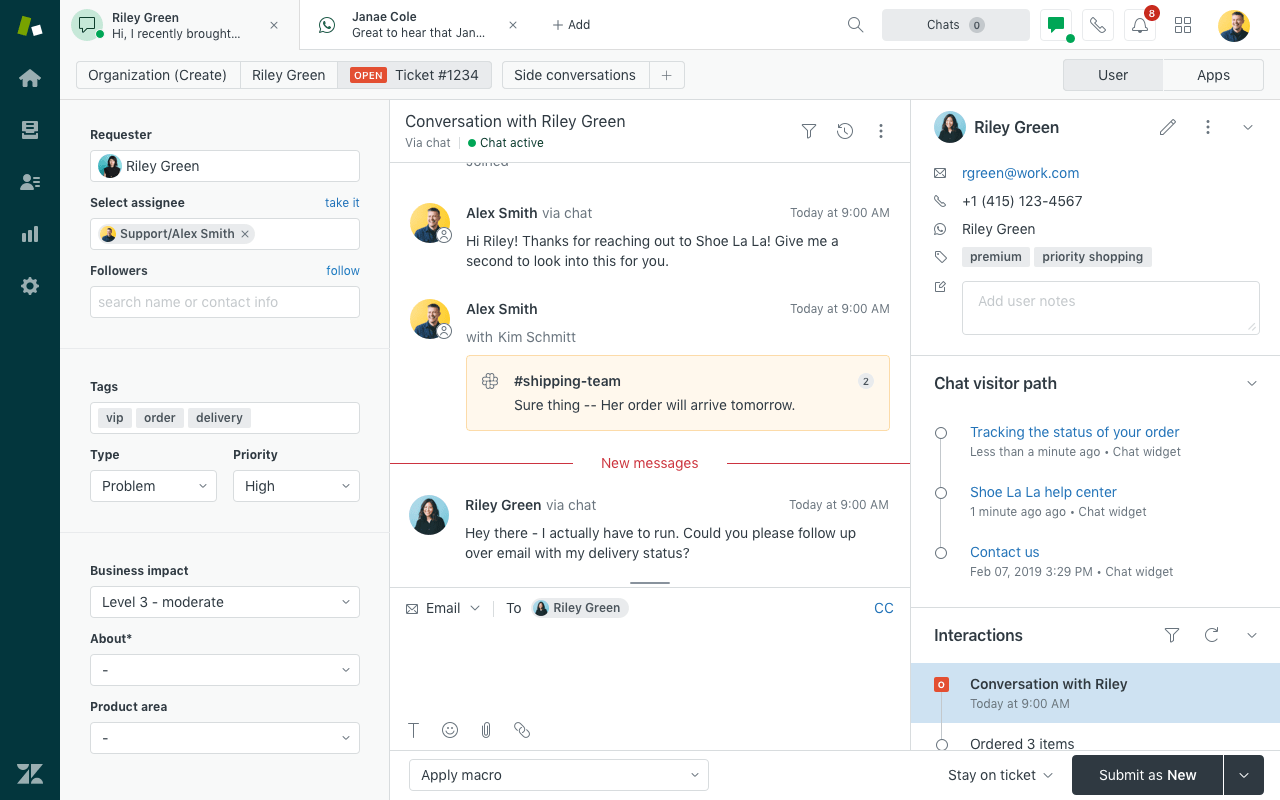 Riley Green
Hi, I recently brought...
Janae Cole
Great to hear that Jan...
+ Add
Chats 0
8
Organization (Create)
Riley Green
OPEN Ticket #1234
Side conversations
+
User
Apps
Requester
Riley Green
Select assignee
take it
Support/Alex Smith
Followers
follow
search name or contact info
Tags
vip
order
delivery
Type
Priority
Problem
High
Business impact
Level 3 - moderate
About*
-
Product area
-
Conversation with Riley Green
Via chat
Chat active
Alex Smith via chat
Today at 9:00 AM
Hi Riley! Thanks for reaching out to Shoe La La! Give me a
second to look into this for you.
Alex Smith
Today at 9:00 AM
with Kim Schmitt
#shipping-team
2
Sure thing -- Her order will arrive tomorrow.
New messages
Riley Green via chat
Today at 9:00 AM
Hey there - I actually have to run. Could you please follow up
over email with my delivery status?
Email
To
Riley Green
CC
Apply macro
Riley Green
rgreen@work.com
+1 (415) 123-4567
Riley Green
premium
priority shopping
Add user notes
Chat visitor path
Tracking the status of your order
Less than a minute ago • Chat widget
Shoe La La help center
1 minute ago ago • Chat widget
Contact us
Feb 07, 2019 3:29 PM • Chat widget
Interactions
O
Conversation with Riley
Today at 9:00 AM
Ordered 3 items
Stay on ticket
Submit as New